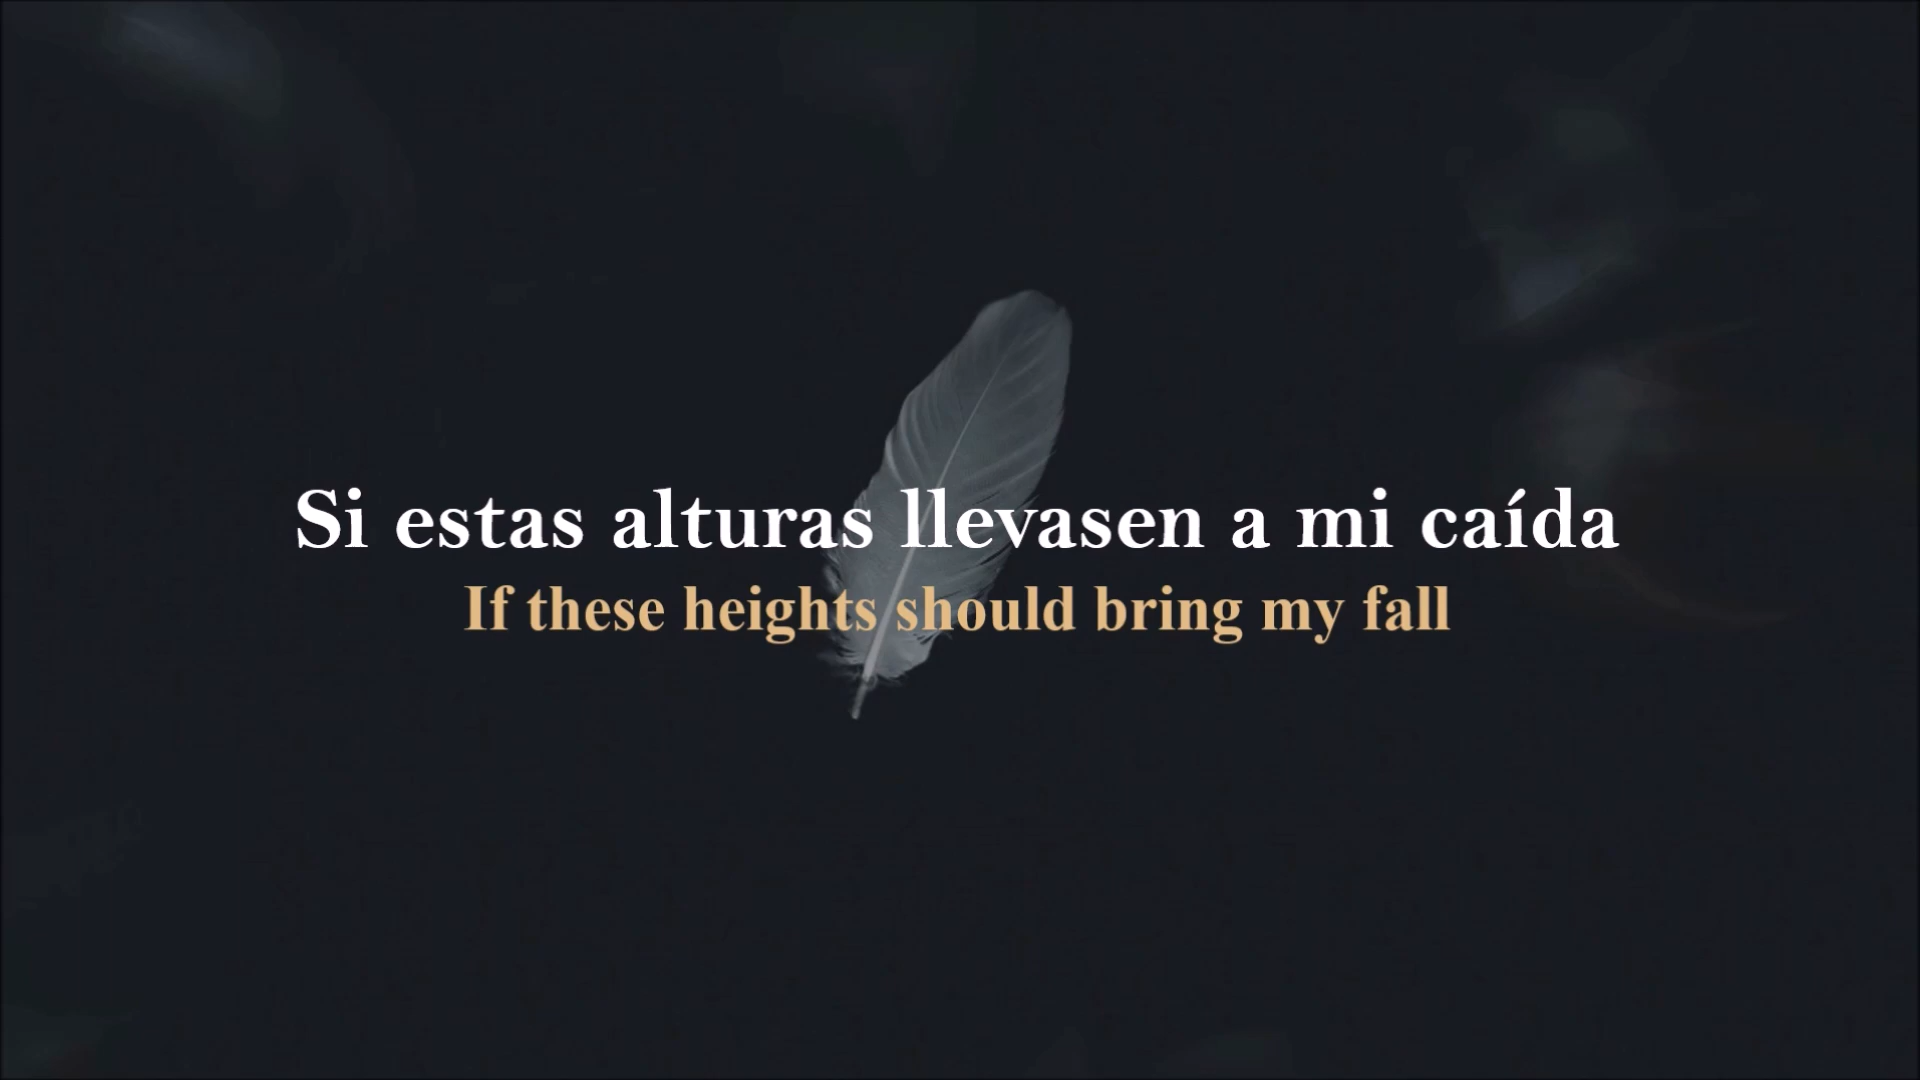 Si estas alturas llevasen a mi caída
If these heights should bring my fall